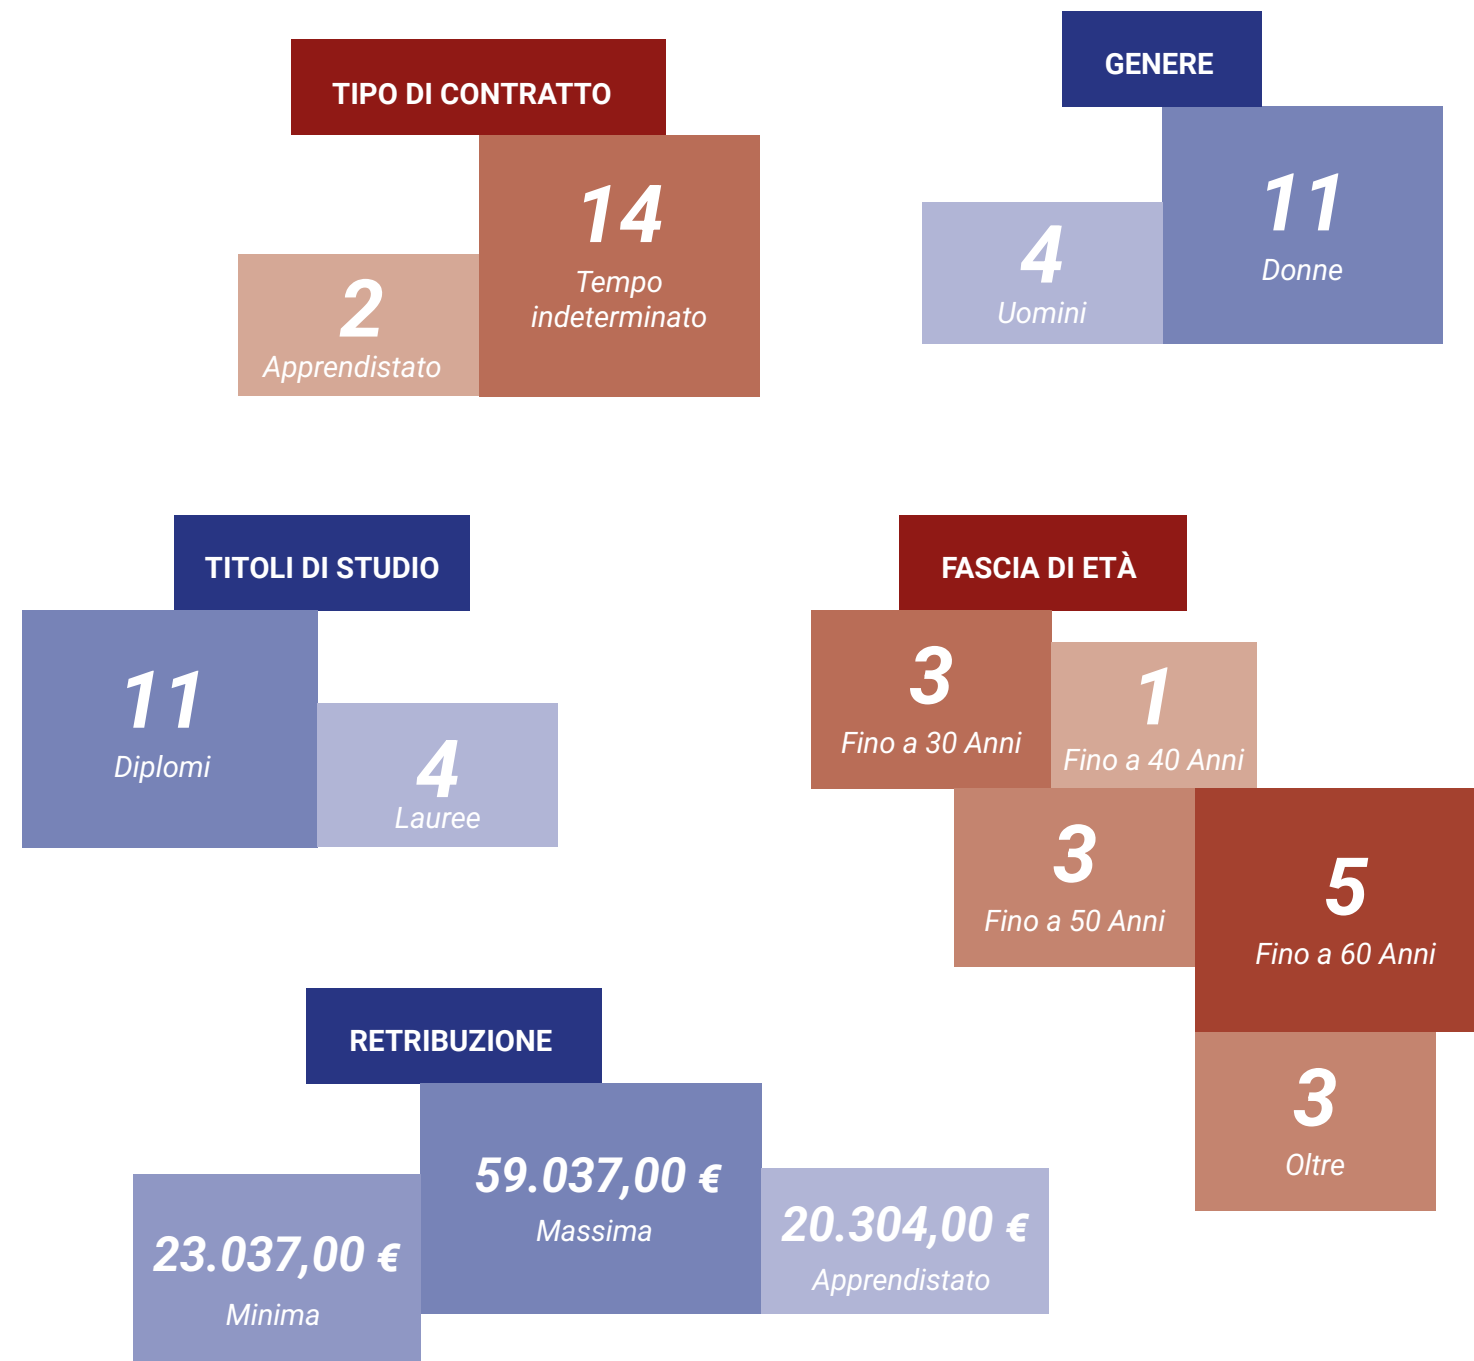 TIPO DI CONTRATTO
14
Tempo
indeterminato
2
Apprendistato
GENERE
11
Donne
4
Uomini
TITOLI DI STUDIO
11
Diplomi
4
Lauree
FASCIA DI ETÀ
3
Fino a 30 Anni
1
Fino a 40 Anni
3
Fino a 50 Anni
5
Fino a 60 Anni
3
Oltre
RETRIBUZIONE
59.037,00 €
Massima
23.037,00 €
Minima
20.304,00 €
Apprendistato